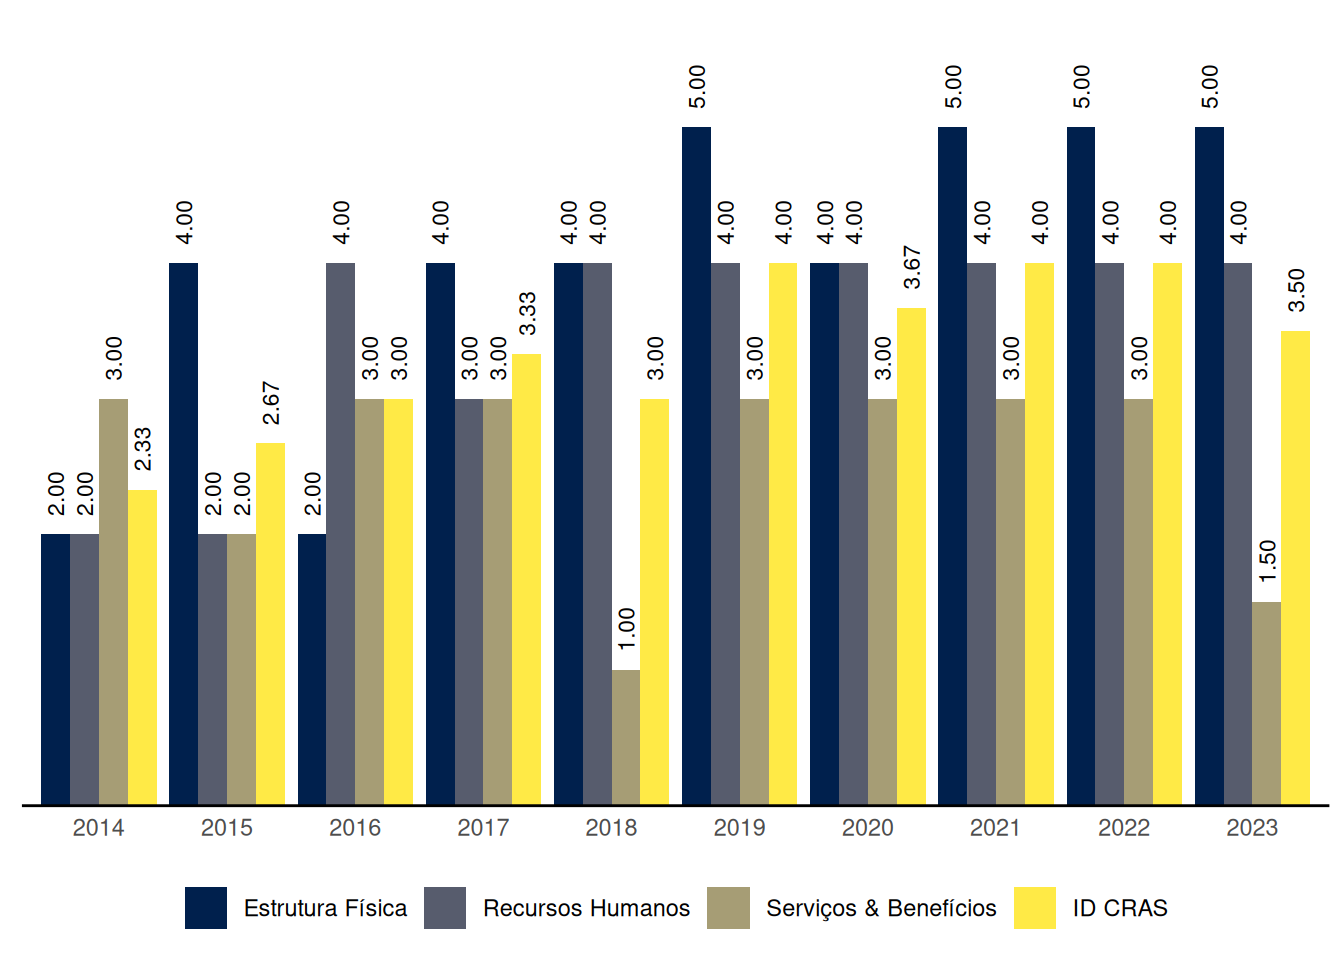 2.00 2.00 3.00 2.33
4.00 2.00 2.00 2.67
2.00 4.00 3.00 3.00
4.00 3.00 3.00 3.33
4.00 4.00 1.00 3.00
5.00 4.00 3.00 4.00
4.00 4.00 3.00 3.67
5.00 4.00 3.00 4.00
5.00 4.00 3.00 4.00
5.00 4.00 1.50 3.50
2014 2015 2016 2017 2018 2019 2020 2021 2022 2023
Estrutura Física Recursos Humanos Serviços & Benefícios ID CRAS